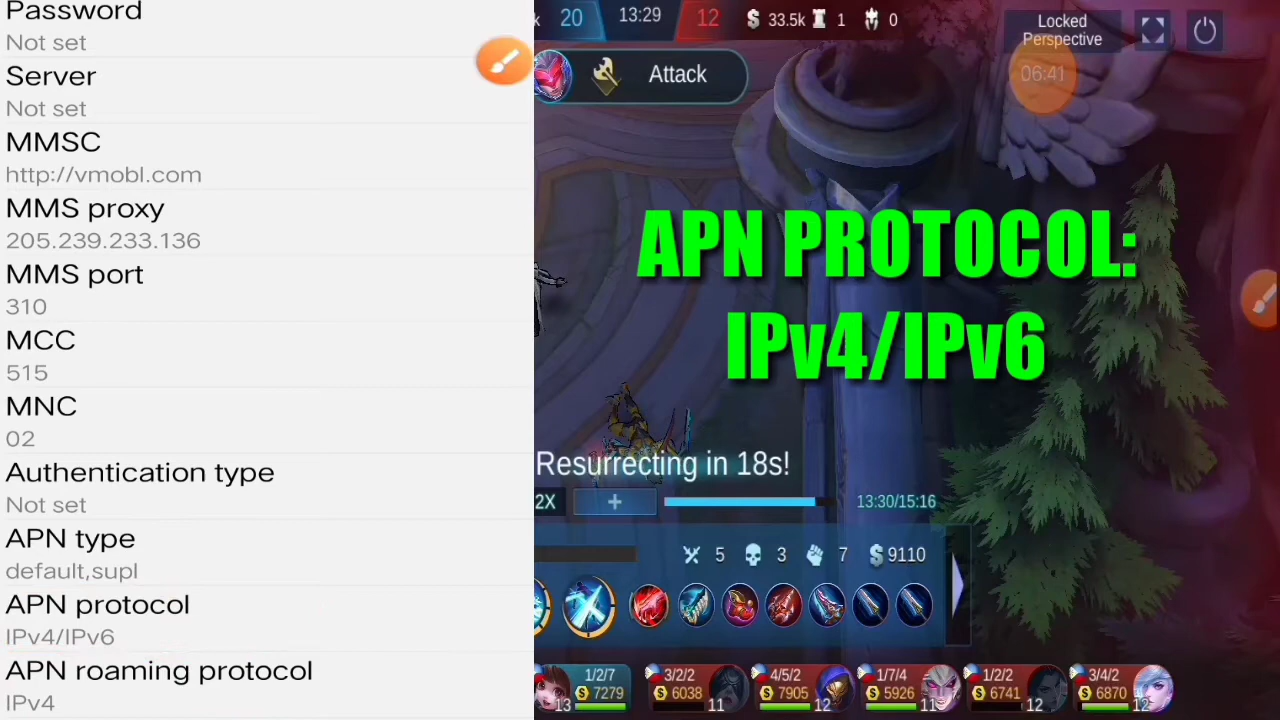 Password
Not set
Server
Not set
MMSC
http://vmobl.com
MMS proxy
205.239.233.136
MMS port
310
MCC
515
MNC
02
Authentication type
Not set
APN type
default,supl
APN protocol
IPv4/IPv6
APN roaming protocol
IPv4
k 20 13:29 12 $ 33.5k 1 0
Locked
Perspective
06:41
Attack
APN PROTOCOL:
IPv4/IPv6
Resurrecting in 18s!
2X + 13:30/15:16
5 3 7 $9110
1/2/7 3/2/2 4/5/2 1/7/4 1/2/2 3/4/2
7279 6038 7905 5926 6741 6870
13 11 12 11 12 12